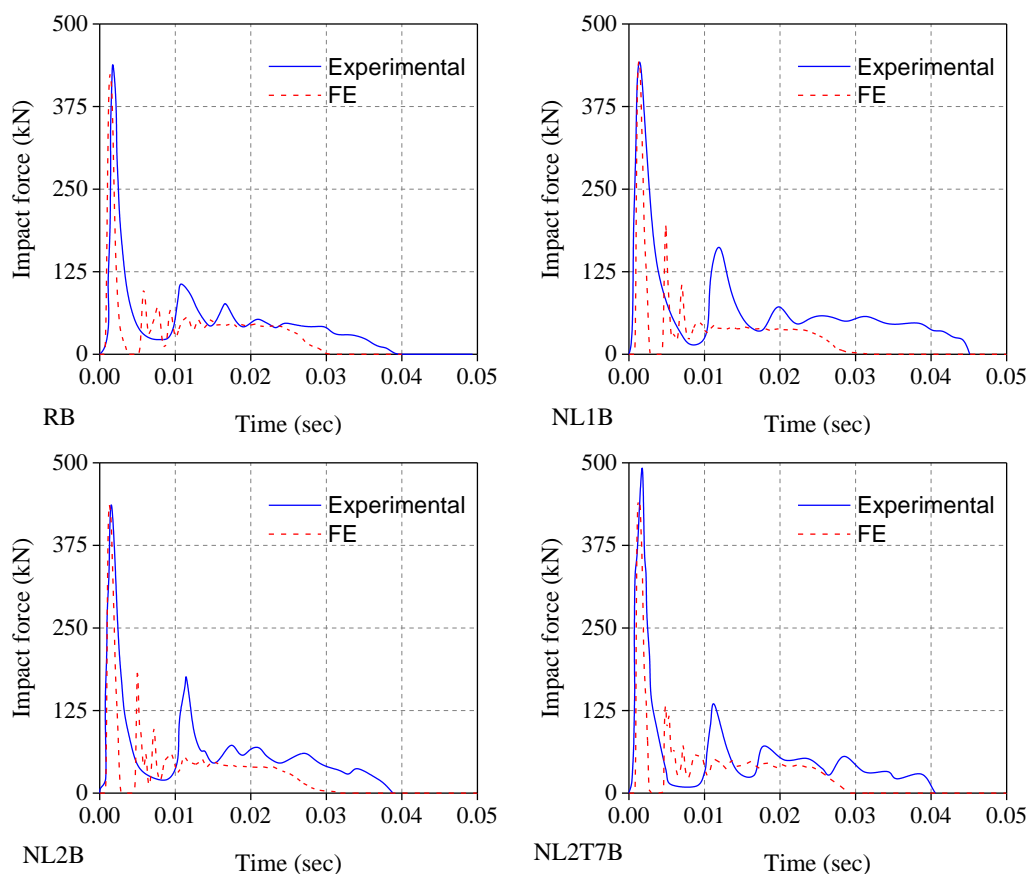 500
375
250
125
0
Impact force (kN)
Experimental
FE
0.00 0.01 0.02 0.03 0.04 0.05
Time (sec)
RB
500
375
250
125
0
Impact force (kN)
Experimental
FE
0.00 0.01 0.02 0.03 0.04 0.05
Time (sec)
NL1B
500
375
250
125
0
Impact force (kN)
Experimental
FE
0.00 0.01 0.02 0.03 0.04 0.05
Time (sec)
NL2B
500
375
250
125
0
Impact force (kN)
Experimental
FE
0.00 0.01 0.02 0.03 0.04 0.05
Time (sec)
NL2T7B